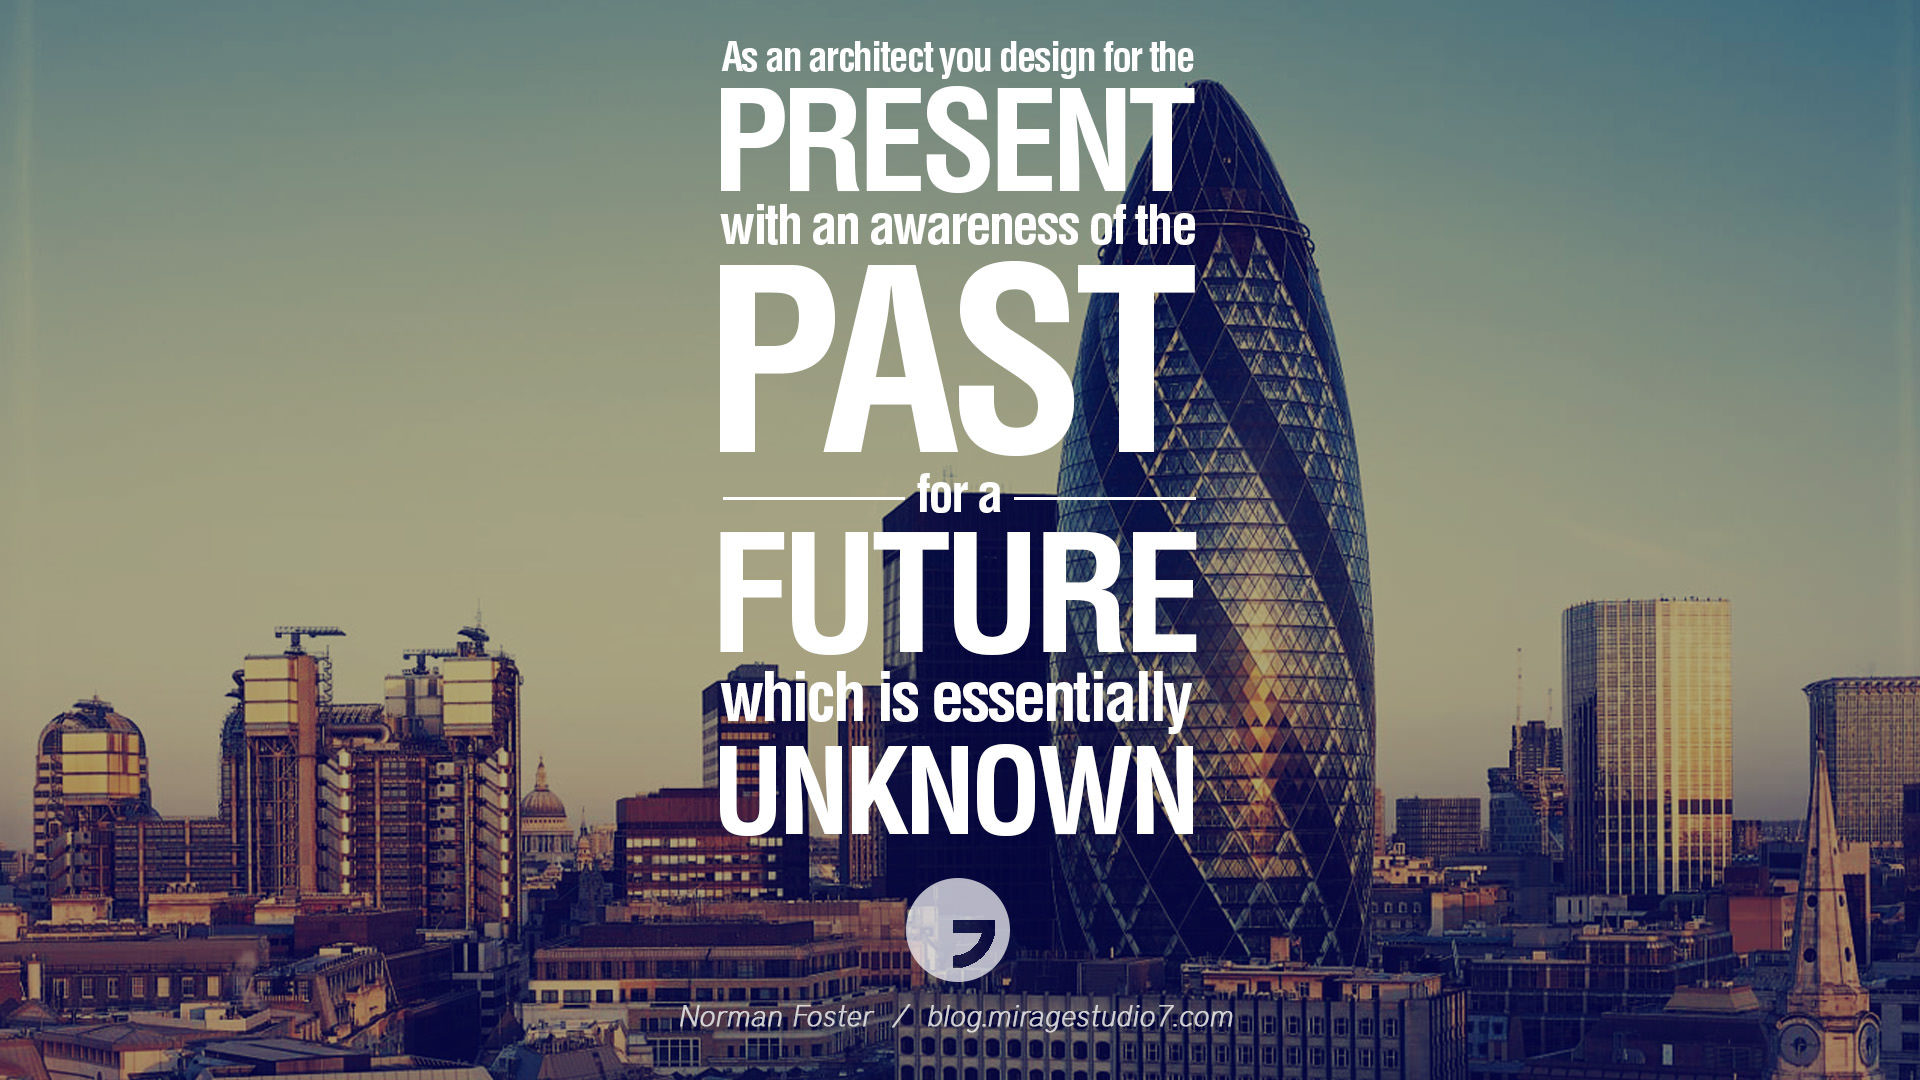 As an architect you design for the
PRESENT
with an awareness of the
PAST
for a
FUTURE
which is essentially
UNKNOWN
7
Norman Foster / blog.miragestudio7.com